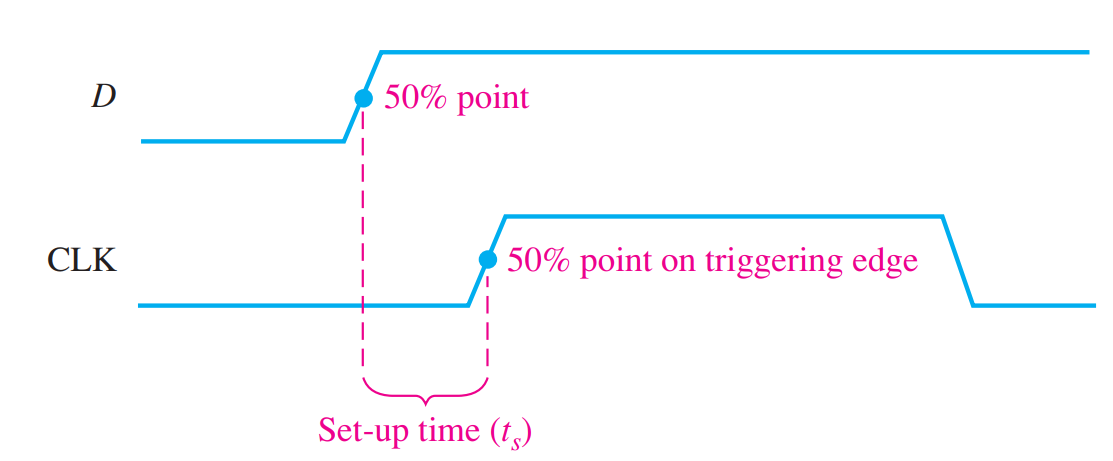 D
50% point
CLK
50% point on triggering edge
Set-up time (tₛ)